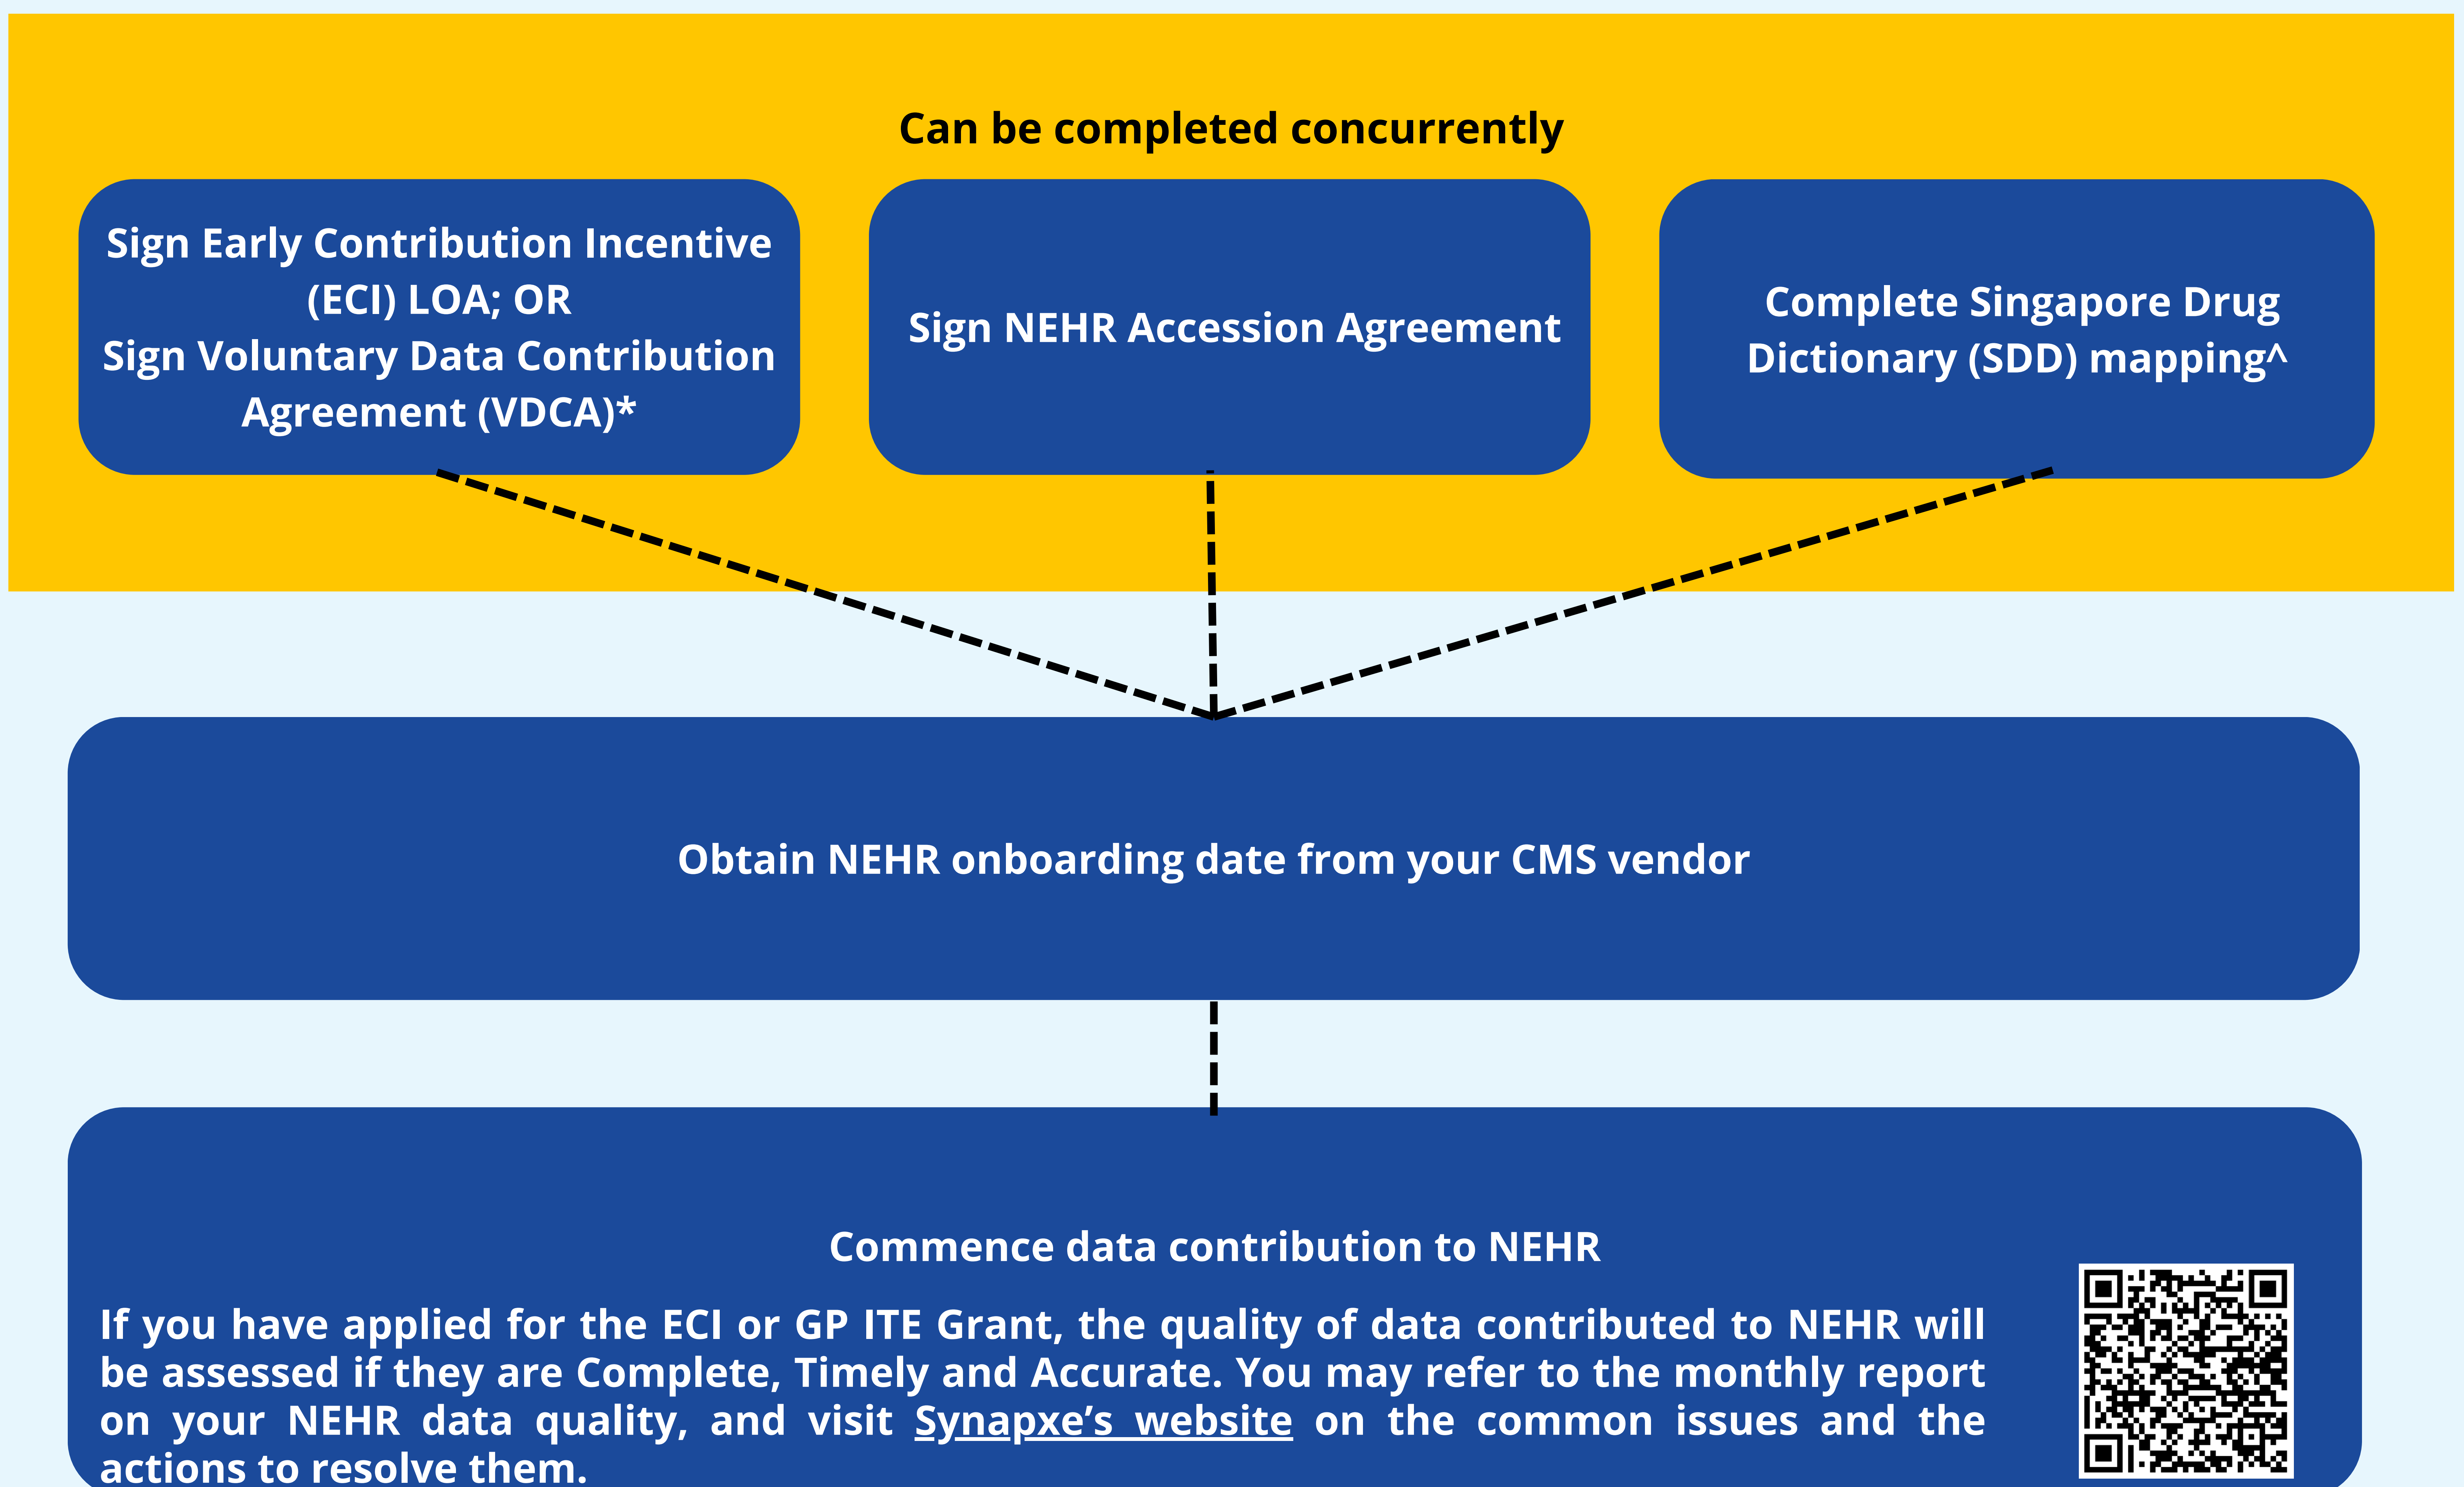 Can be completed concurrently
Sign Early Contribution Incentive
(ECI) LOA; OR
Sign Voluntary Data Contribution
Agreement (VDCA)*
Sign NEHR Accession Agreement
Complete Singapore Drug
Dictionary (SDD) mapping^
Obtain NEHR onboarding date from your CMS vendor
Commence data contribution to NEHR
If you have applied for the ECI or GP ITE Grant, the quality of data contributed to NEHR will
be assessed if they are Complete, Timely and Accurate. You may refer to the monthly report
on your NEHR data quality, and visit Synapxe’s website on the common issues and the
actions to resolve them.